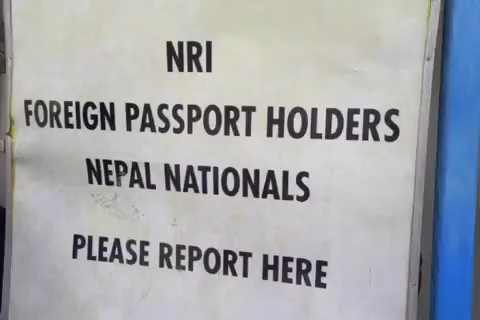 NRI
FOREIGN PASSPORT HOLDERS
NEPAL NATIONALS
PLEASE REPORT HERE